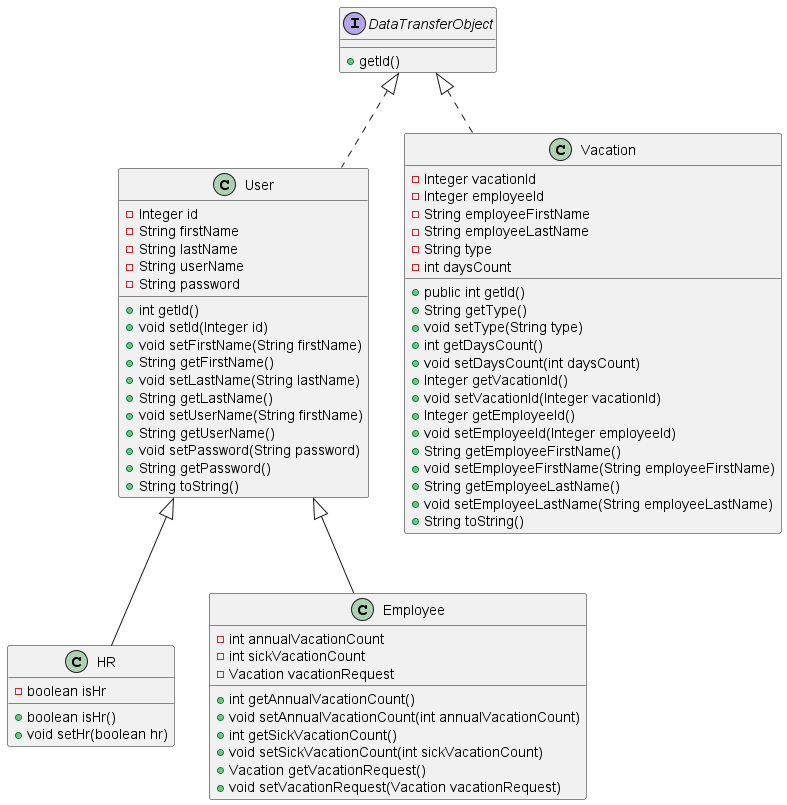 I DataTransferObject
getId()
C User
Integer id
String firstName
String lastName
String userName
String password
int getId()
void setId(Integer id)
void setFirstName(String firstName)
String getFirstName()
void setLastName(String lastName)
String getLastName()
void setUserName(String firstName)
String getUserName()
void setPassword(String password)
String getPassword()
String toString()
C Vacation
Integer vacationId
Integer employeeId
String employeeFirstName
String employeeLastName
String type
int daysCount
public int getId()
String getType()
void setType(String type)
int getDaysCount()
void setDaysCount(int daysCount)
Integer getVacationId()
void setVacationId(Integer vacationId)
Integer getEmployeeId()
void setEmployeeId(Integer employeeId)
String getEmployeeFirstName()
void setEmployeeFirstName(String employeeFirstName)
String getEmployeeLastName()
void setEmployeeLastName(String employeeLastName)
String toString()
C HR
boolean isHr
boolean isHr()
void setHr(boolean hr)
C Employee
int annualVacationCount
int sickVacationCount
Vacation vacationRequest
int getAnnualVacationCount()
void setAnnualVacationCount(int annualVacationCount)
int getSickVacationCount()
void setSickVacationCount(int sickVacationCount)
Vacation getVacationRequest()
void setVacationRequest(Vacation vacationRequest)